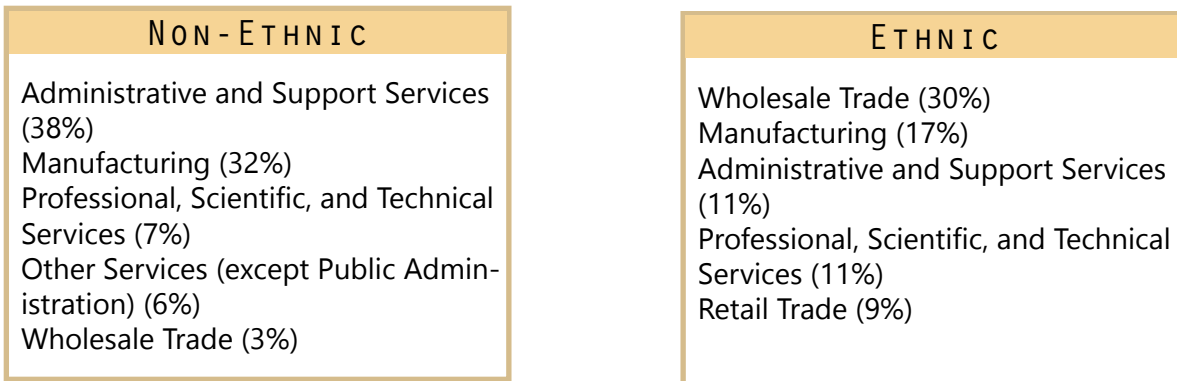 NON-ETHNIC
Administrative and Support Services
(38%)
Manufacturing (32%)
Professional, Scientific, and Technical
Services (7%)
Other Services (except Public Admin-
istration) (6%)
Wholesale Trade (3%)
ETHNIC
Wholesale Trade (30%)
Manufacturing (17%)
Administrative and Support Services
(11%)
Professional, Scientific, and Technical
Services (11%)
Retail Trade (9%)